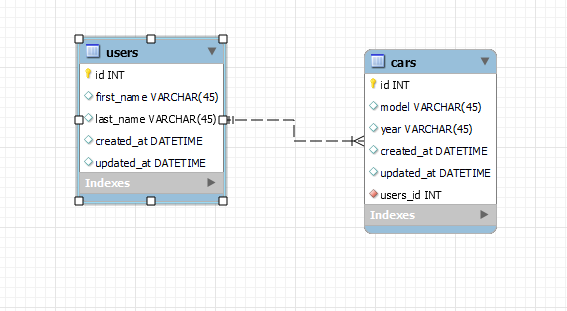 users
id INT
first_name VARCHAR(45)
last_name VARCHAR(45)
created_at DATETIME
updated_at DATETIME
Indexes
cars
id INT
model VARCHAR(45)
year VARCHAR(45)
created_at DATETIME
updated_at DATETIME
users_id INT
Indexes